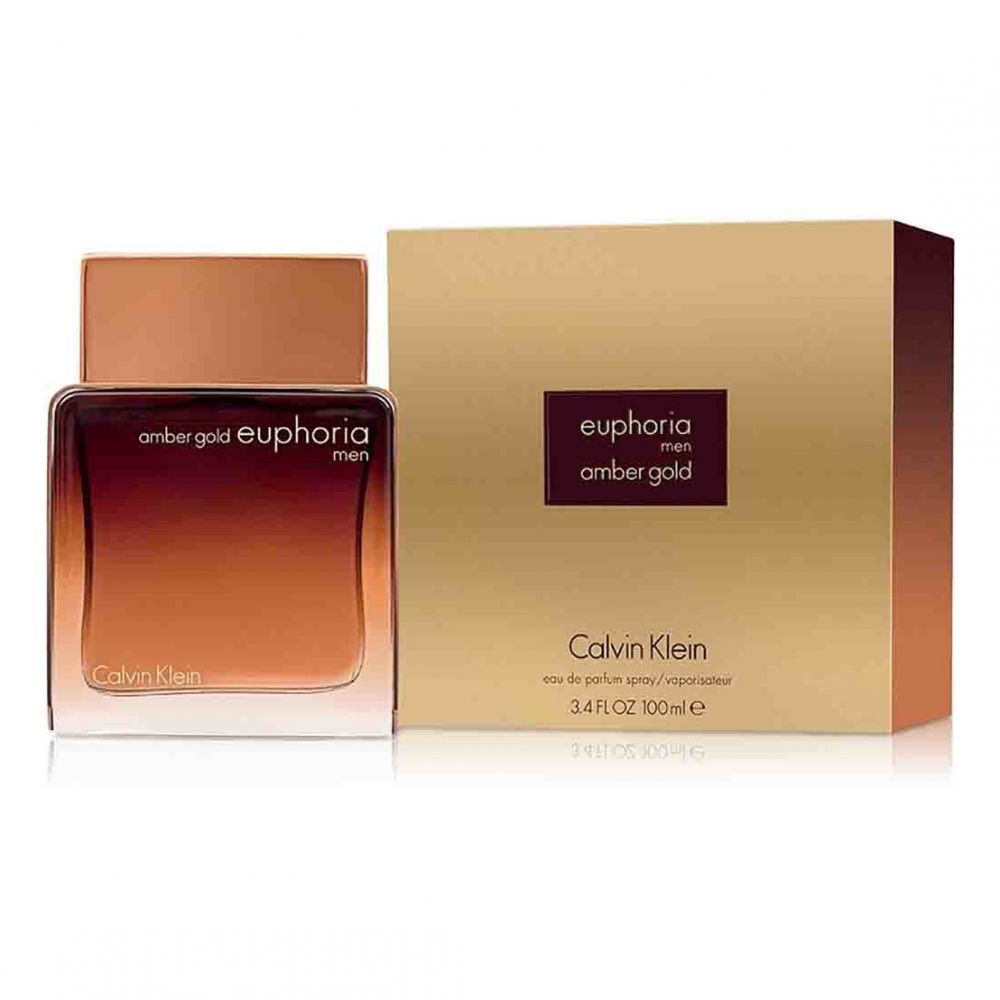 amber gold euphoria
men
Calvin Klein
euphoria
men
amber gold
Calvin Klein
eau de parfum spray/vaporisateur
3.4 FL OZ 100 ml ℮